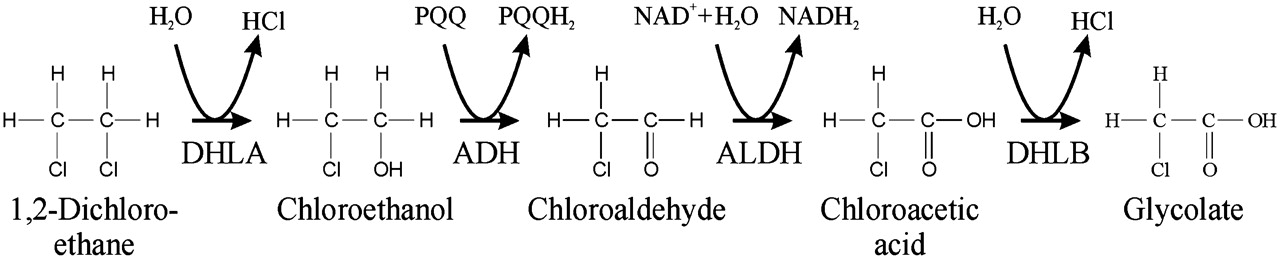 H₂O HCl PQQ PQQH₂ NAD⁺+H₂O NADH₂ H₂O HCl
H H H H H H H
H C C H H C C H H C C H H C C OH H C C OH
Cl Cl Cl OH Cl O Cl O Cl O
DHLA ADH ALDH DHLB
1,2-Dichloro-
ethane
Chloroethanol
Chloroaldehyde
Chloroacetic
acid
Glycolate